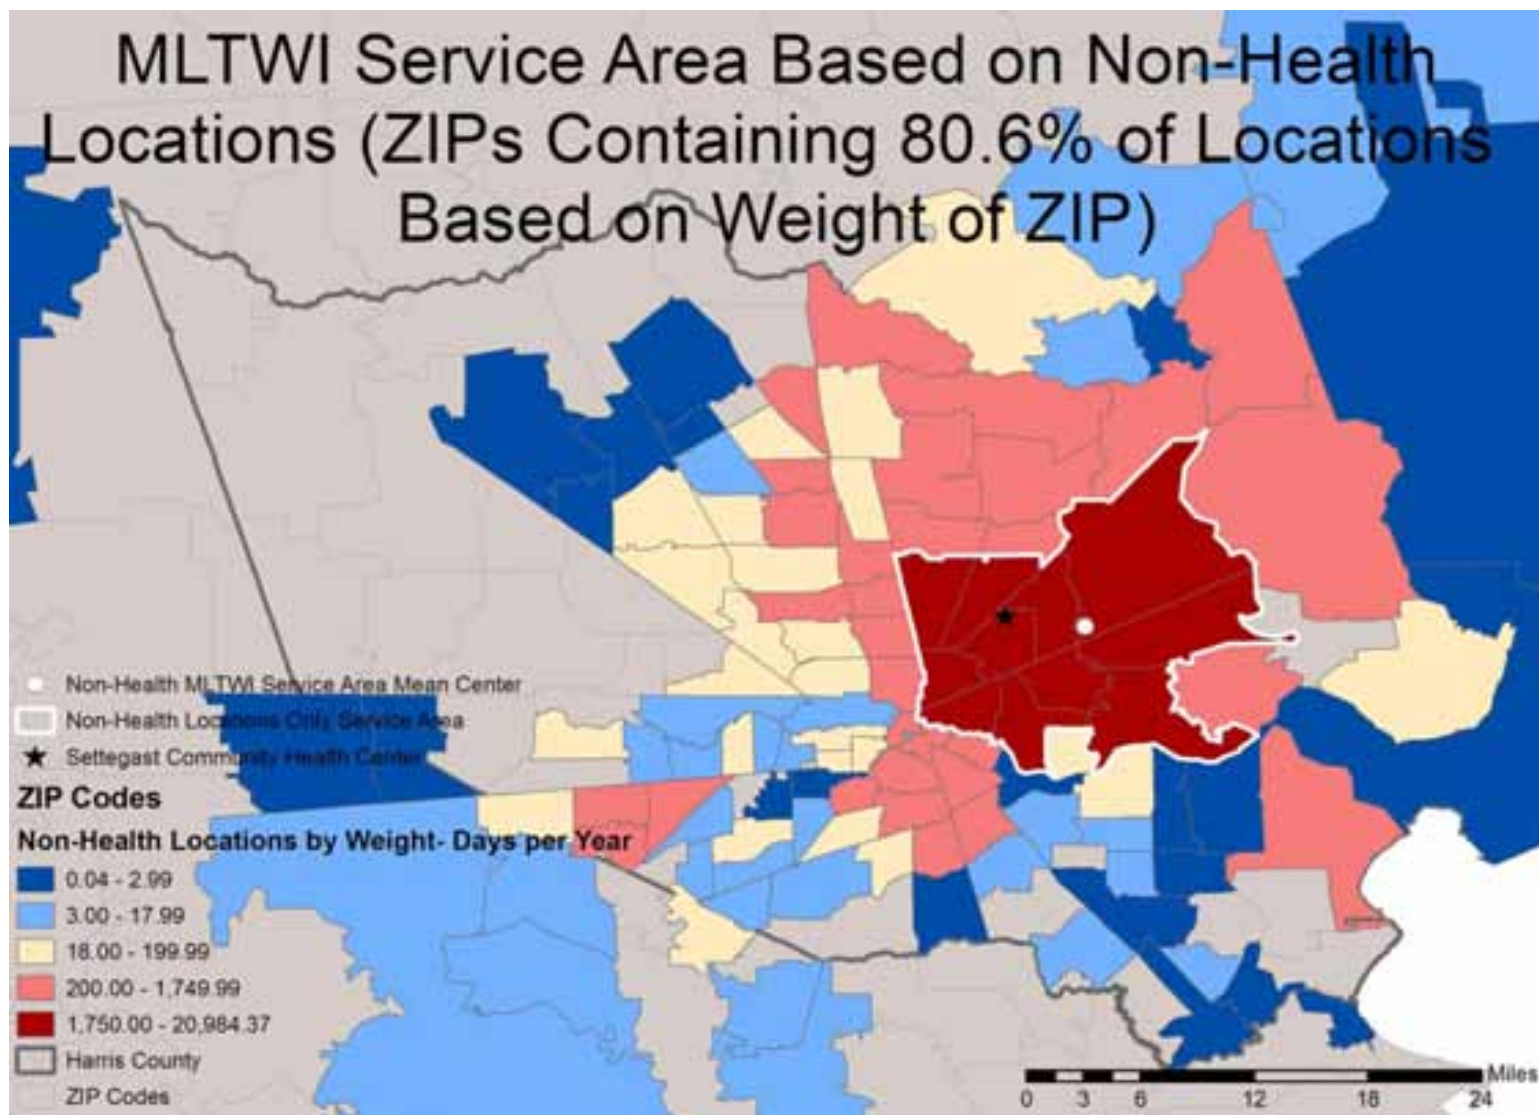 MLTWI Service Area Based on Non-Health
Locations (ZIPs Containing 80.6% of Locations
Based on Weight of ZIP)
Non-Health MLTWI Service Area Mean Center
Non-Health Locations Only Service Area
Settegast Community Health Center
ZIP Codes
Non-Health Locations by Weight- Days per Year
0.04 - 2.99
3.00 - 17.99
18.00 - 199.99
200.00 - 1,749.99
1,750.00 - 20,984.37
Harris County
ZIP Codes
Miles
0 3 6 12 18 24